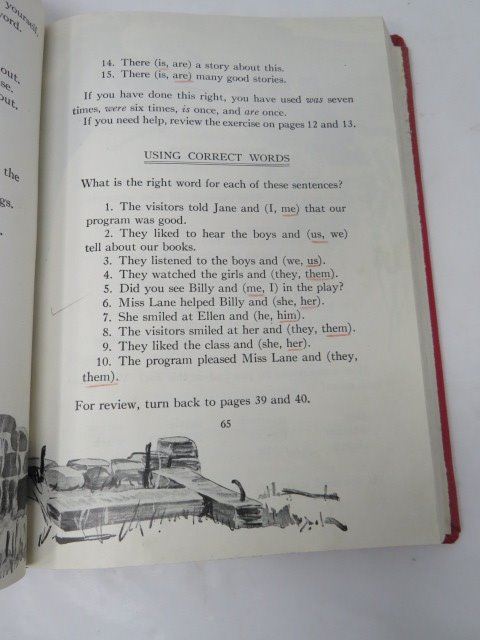 yourself,
word.
out.
se.
out.
the
gs.
14. There (is, are) a story about this.
15. There (is, are) many good stories.
If you have done this right, you have used was seven
times, were six times, is once, and are once.
If you need help, review the exercise on pages 12 and 13.
USING CORRECT WORDS
What is the right word for each of these sentences?
1. The visitors told Jane and (I, me) that our
program was good.
2. They liked to hear the boys and (us, we)
tell about our books.
3. They listened to the boys and (we, us).
4. They watched the girls and (they, them).
5. Did you see Billy and (me, I) in the play?
6. Miss Lane helped Billy and (she, her).
7. She smiled at Ellen and (he, him).
8. The visitors smiled at her and (they, them).
9. They liked the class and (she, her).
10. The program pleased Miss Lane and (they,
them).
For review, turn back to pages 39 and 40.
65